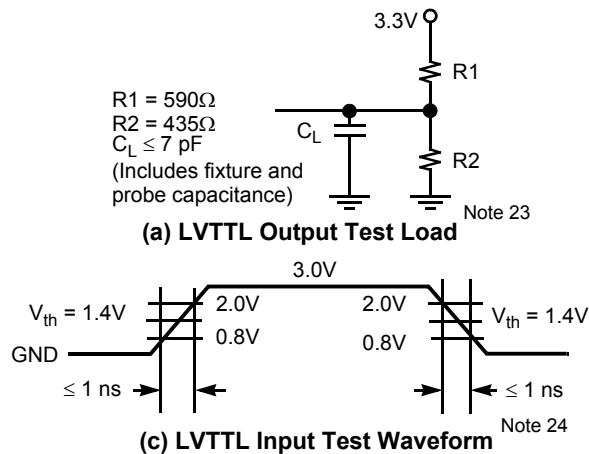 3.3V
R1
R1 = 590Ω
R2 = 435Ω
C_L ≤ 7 pF
(Includes fixture and
probe capacitance)
C_L
R2
Note 23
(a) LVTTL Output Test Load
3.0V
V_th = 1.4V
2.0V
2.0V
V_th = 1.4V
0.8V
0.8V
GND
≤ 1 ns
≤ 1 ns
Note 24
(c) LVTTL Input Test Waveform